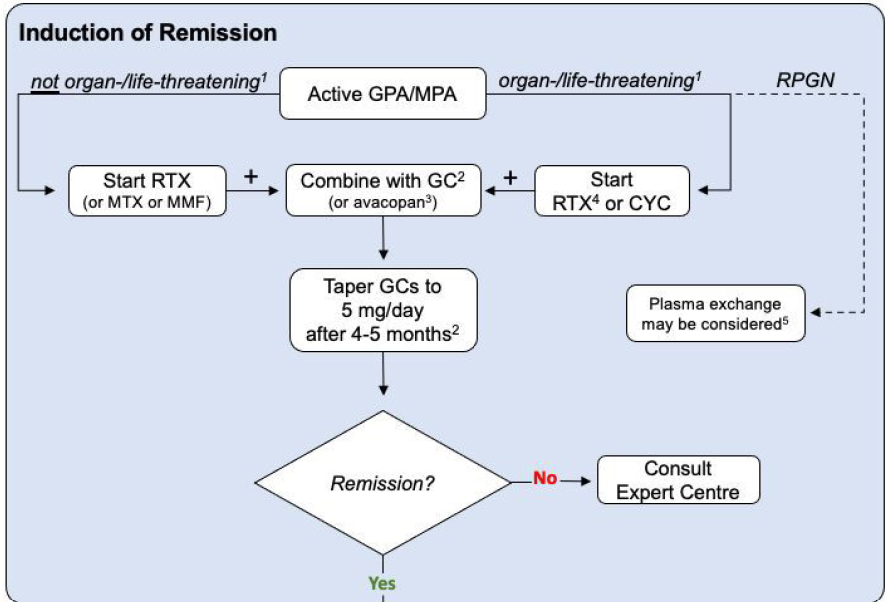 Induction of Remission
not organ-/life-threatening¹
Active GPA/MPA
organ-/life-threatening¹
RPGN
Start RTX
(or MTX or MMF)
+
Combine with GC²
(or avacopan³)
+
Start
RTX⁴ or CYC
Taper GCs to
5 mg/day
after 4-5 months²
Plasma exchange
may be considered⁵
Remission?
No
Consult
Expert Centre
Yes